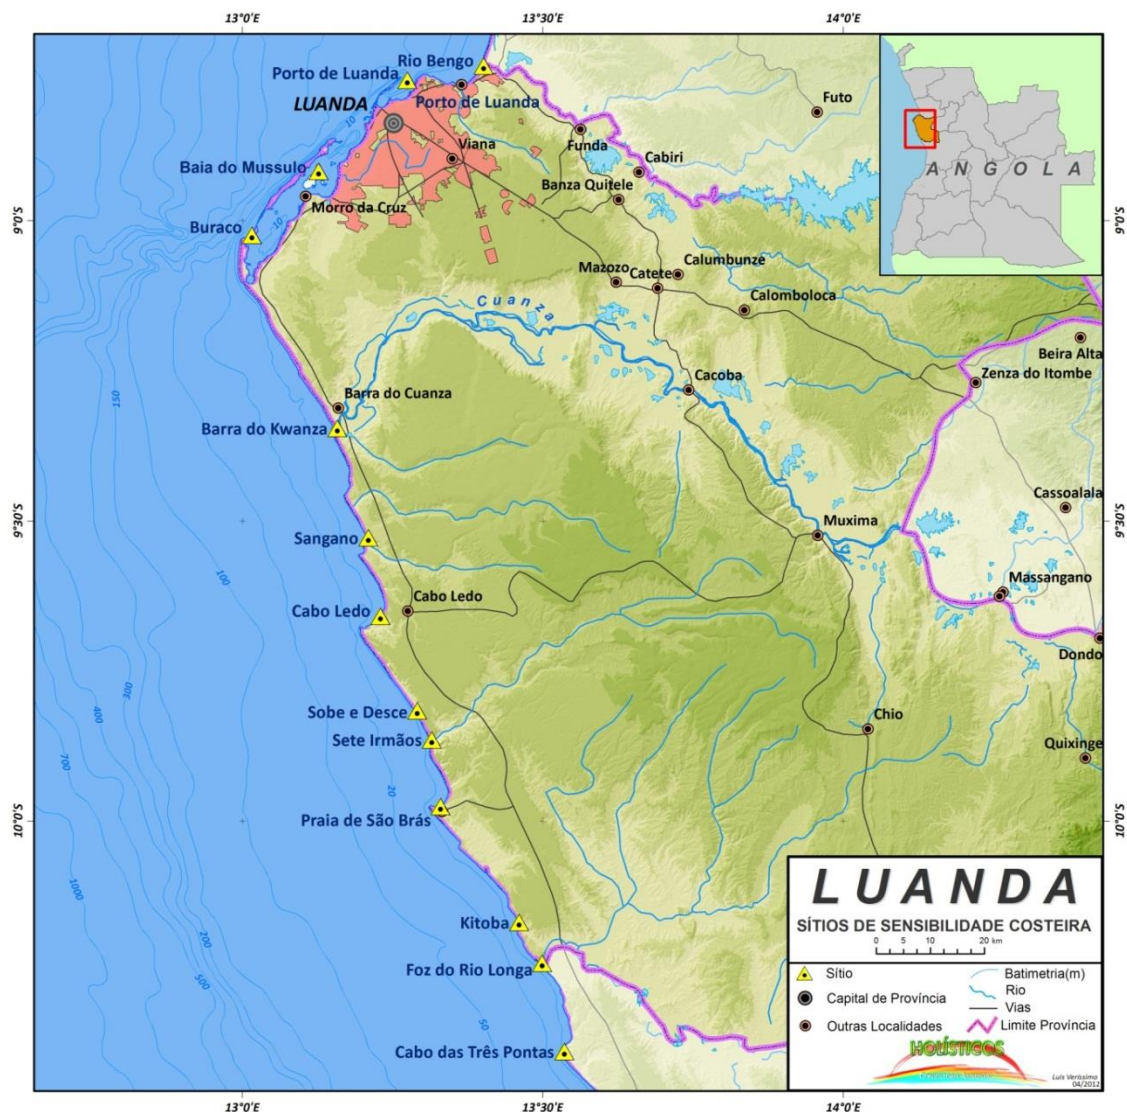 13°0'E 13°30'E 14°0'E
Rio Bengo
Porto de Luanda
LUANDA
Porto de Luanda
Futo
Viana
Funda
Cabiri
Baia do Mussulo
Banza Quitele
Morro da Cruz
Buraco
ANGOLA
9°0'S
9°0'S
10
10
Calumbunze
Mazozo
Catete
Calomboloca
Cuanza
Beira Alta
Zenza do Itombe
Cacoba
150
Barra do Cuanza
Barra do Kwanza
Cassoalala
9°30'S
9°30'S
Muxima
Sangano
100
Massangano
Cabo Ledo
Cabo Ledo
Dondo
300
400
Sobe e Desce
Chio
Sete Irmãos
Quixinge
700
20
Praia de São Brás
10°0'S
10°0'S
1000
Kitoba
200
Foz do Rio Longa
500
50
Cabo das Três Pontas
LUANDA
SÍTIOS DE SENSIBILIDADE COSTEIRA
0 5 10 20 km
Sítio
Capital de Província
Outras Localidades
Batimetria(m)
Rio
Vias
Limite Província
HOLÍSTICOS
Luis Veríssimo
04/2012
13°0'E 13°30'E 14°0'E